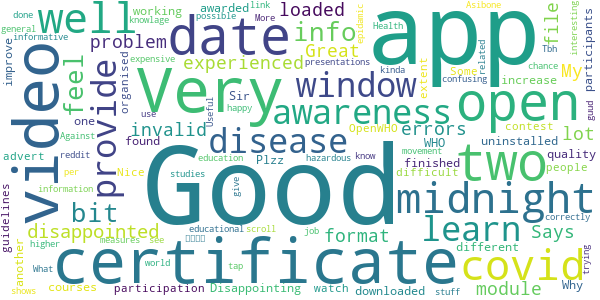 well
loaded
date
app
awarded
link
working
done
knowlage
possible
More
Asibone
general
informative
problem
info
Great
Health
epidemic
file
participants
interesting
improve
expensive
presentations
kinda
related
chance
confusing
Tbh
video
feel
provide
organised
experienced
window
extent
Some
My
increase
open
guud
one
Sir
Very
Useful
happy
awareness
OpenWHO
contest
lot
Against
use
invalid
errors
uninstalled
reddit
found
disease
WHO
two
quality
advert
Nice
Plzz
finished
people
per
education
hazardous
know
movement
difficult
guidelines
information
bit
studies
give
Good
midnight
correctly
disappointed
educational
scroll
format
learn
Says
another
higher
measures
see
job
different
trying
What
world
certificate
covid
courses
participation
Disappointing
watch
downloaded
module
Why
shows
tap
stuff